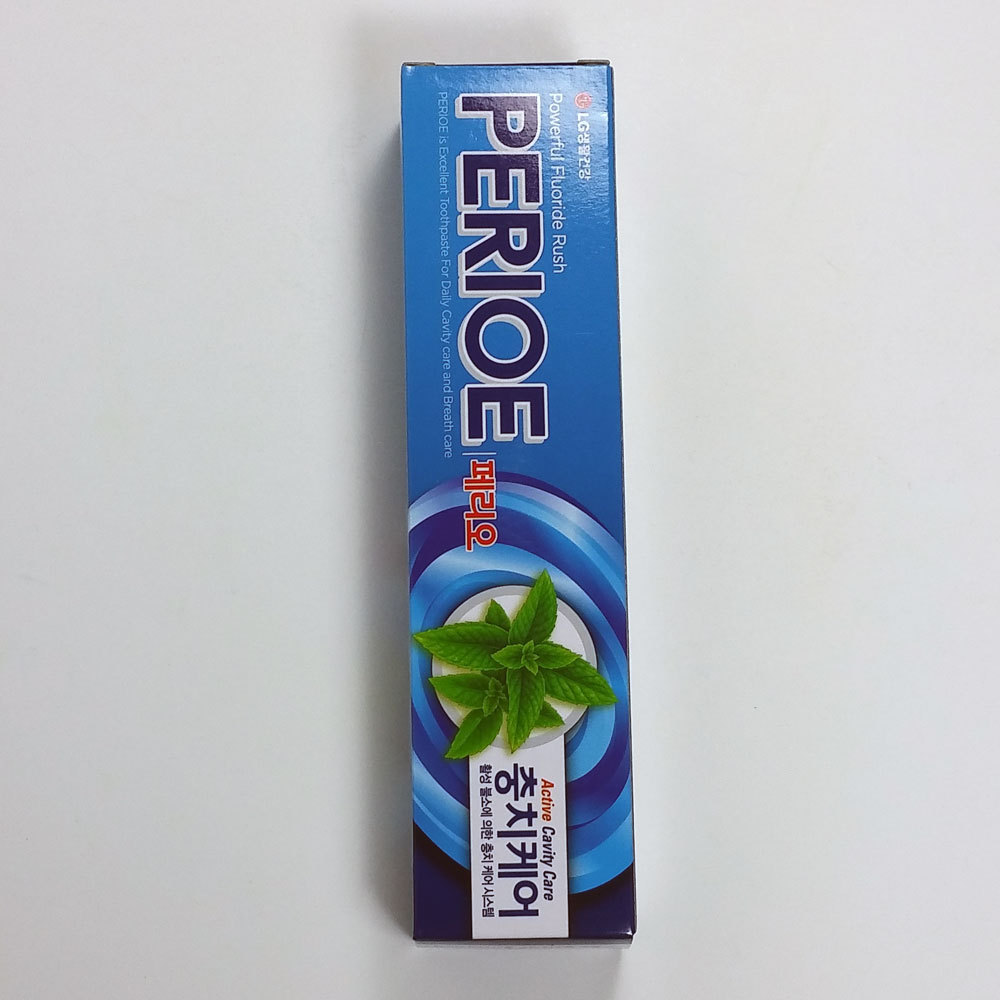 LG생활건강
Powerful Fluoride Rush
PERIOE 페리오
PERIOE is Excellent Toothpaste For Daily Cavity care and Breath care
Active Cavity Care
충치케어
활성 불소에 의한 충치 케어 시스템